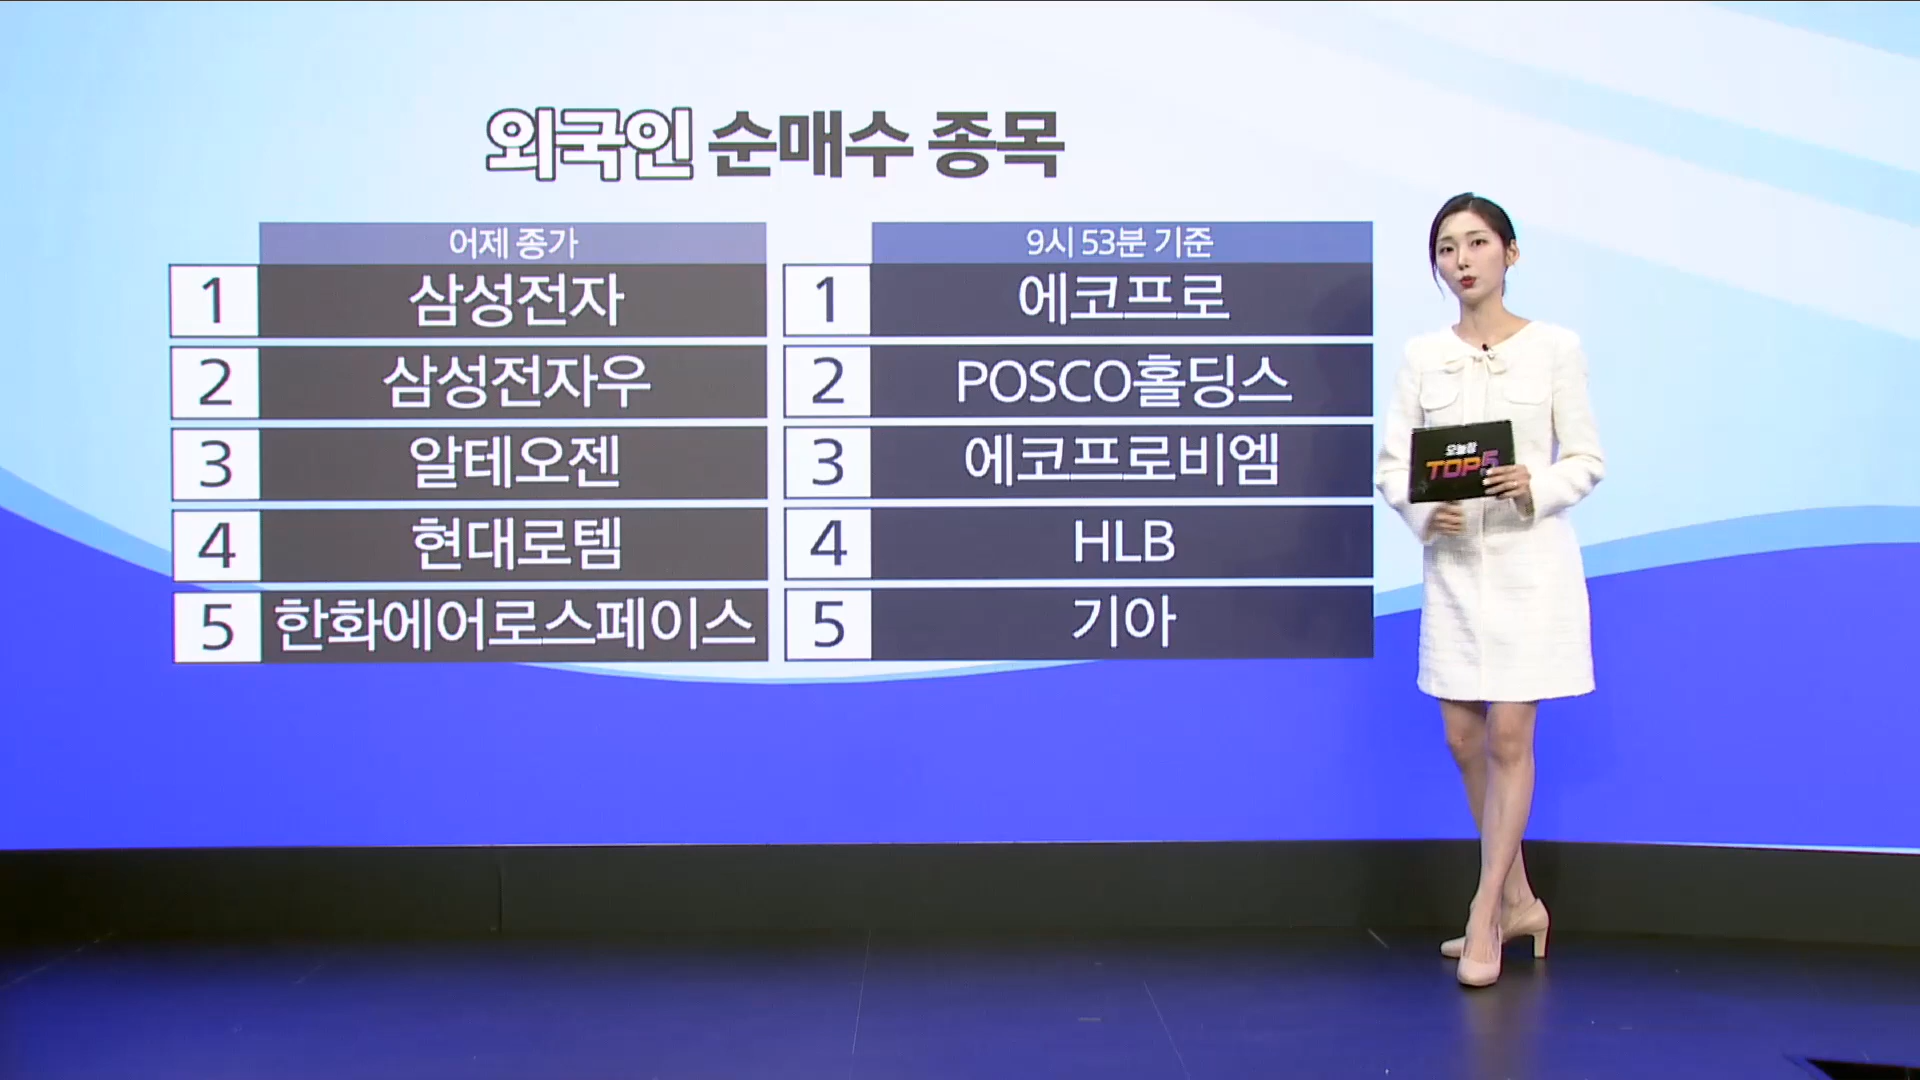 외국인 순매수 종목
어제 종가
1 삼성전자
2 삼성전자우
3 알테오젠
4 현대로템
5 한화에어로스페이스
9시 53분 기준
1 에코프로
2 POSCO홀딩스
3 에코프로비엠
4 HLB
5 기아
오늘장
TOP5